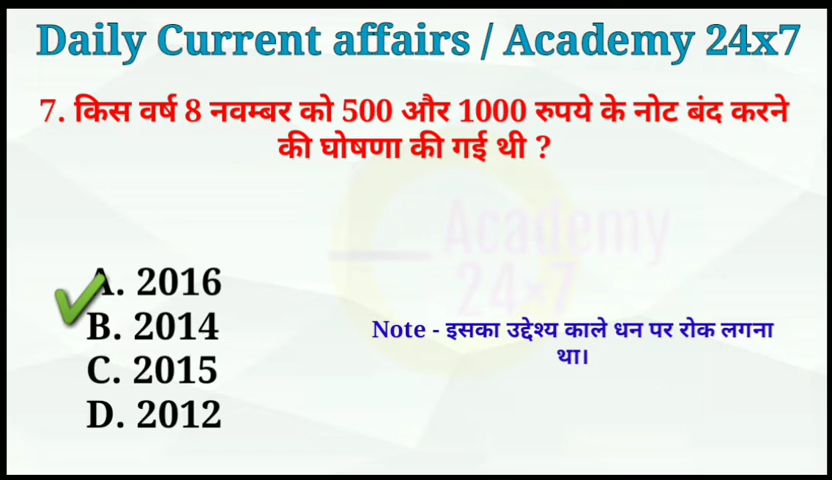 Daily Current affairs / Academy 24x7
7. किस वर्ष 8 नवम्बर को 500 और 1000 रुपये के नोट बंद करने
की घोषणा की गई थी ?
Academy
24x7
A. 2016
B. 2014
C. 2015
D. 2012
Note - इसका उद्देश्य काले धन पर रोक लगना
था।